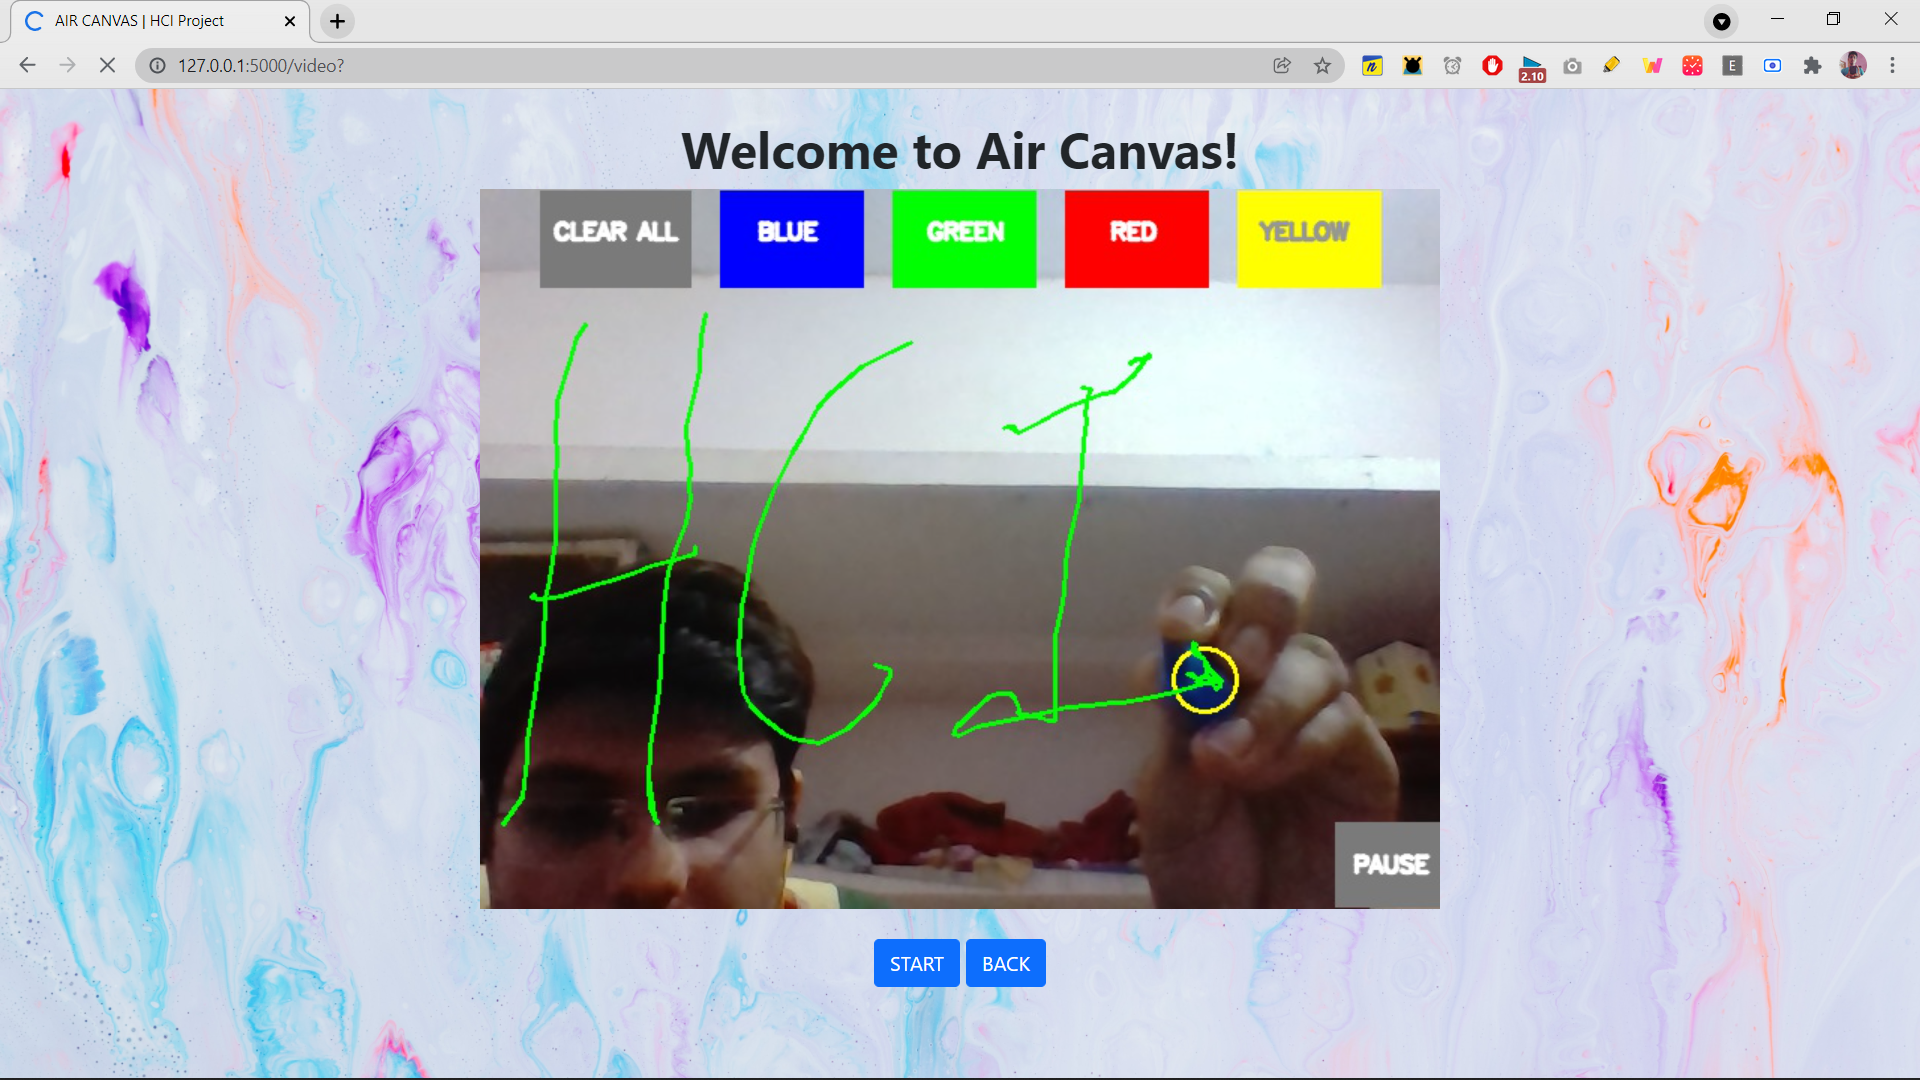 AIR CANVAS | HCI Project
127.0.0.1:5000/video?
n
2.10
W
E
Welcome to Air Canvas!
CLEAR ALL BLUE GREEN RED YELLOW
HCI
PAUSE
START BACK